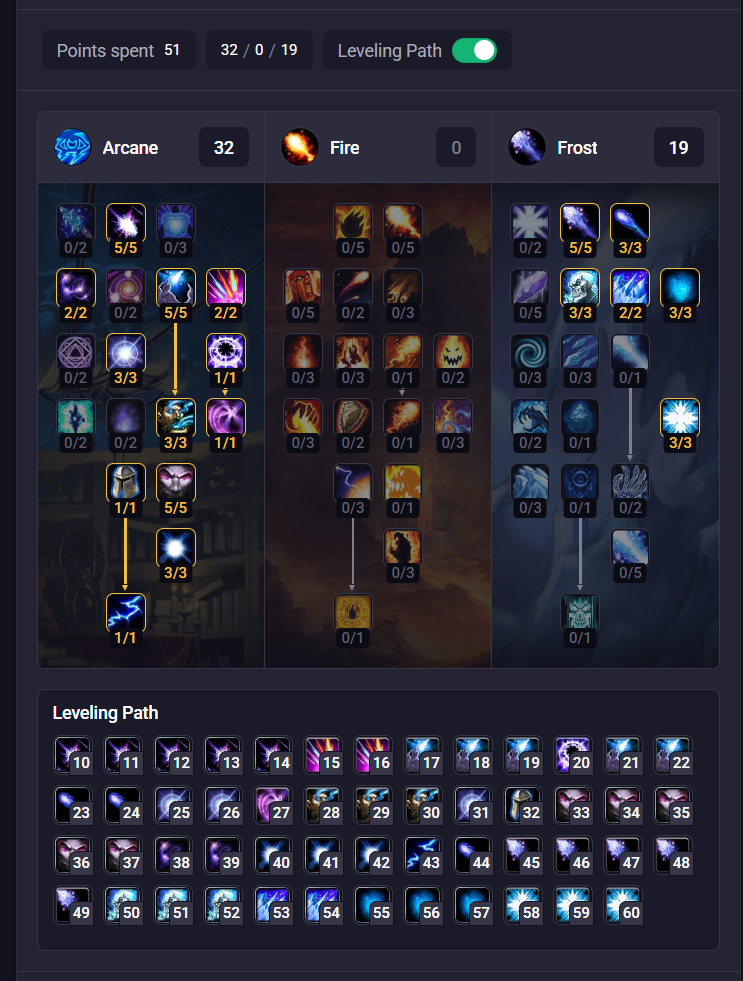 Points spent 51 32 / 0 / 19 Leveling Path
Arcane 32 Fire 0 Frost 19
0/2 5/5 0/3 0/5 0/5 0/2 5/5 3/3
2/2 0/2 5/5 2/2 0/5 0/2 0/3 0/5 3/3 2/2 3/3
0/2 3/3 1/1 0/3 0/3 0/1 0/2 0/3 0/3 0/1
0/2 0/2 3/3 1/1 0/3 0/2 0/1 0/3 0/2 0/1 3/3
1/1 5/5 0/3 0/1 0/3 0/1 0/2
3/3 0/3 0/5
1/1 0/1 0/1
Leveling Path
10 11 12 13 14 15 16 17 18 19 20 21 22
23 24 25 26 27 28 29 30 31 32 33 34 35
36 37 38 39 40 41 42 43 44 45 46 47 48
49 50 51 52 53 54 55 56 57 58 59 60